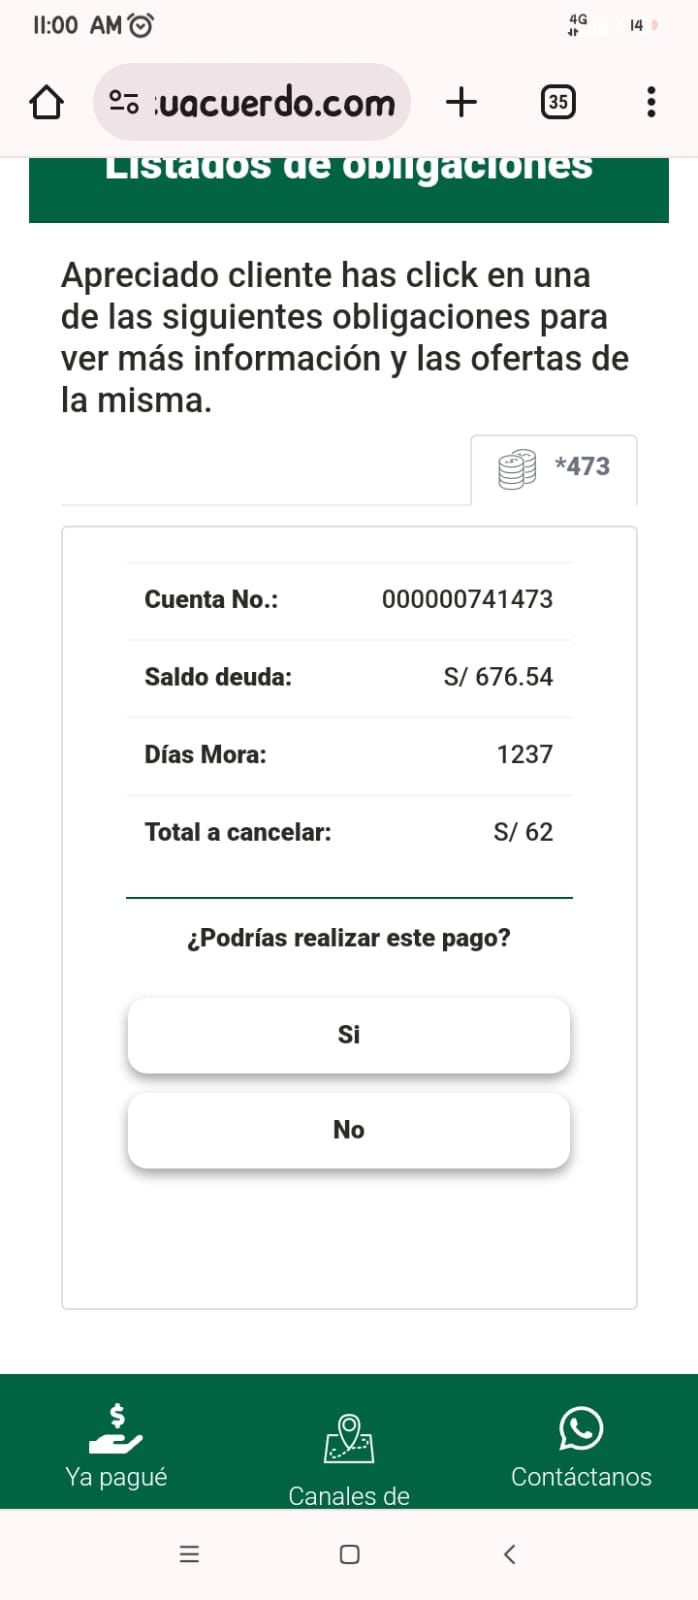 11:00 AM
4G
14
:uacuerdo.com
35
Listados de obligaciones
Apreciado cliente has click en una
de las siguientes obligaciones para
ver más información y las ofertas de
la misma.
*473
Cuenta No.: 000000741473
Saldo deuda: S/ 676.54
Días Mora: 1237
Total a cancelar: S/ 62
¿Podrías realizar este pago?
Si
No
$
Ya pagué
Canales de
Contáctanos